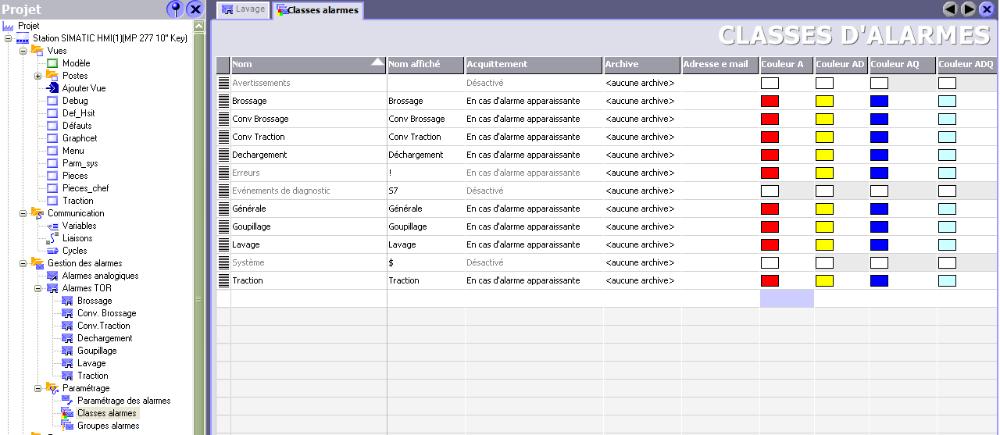 Projet
Projet
Station SIMATIC HMI(1)(MP 277 10" Key)
Vues
Modèle
Postes
Ajouter Vue
Debug
Def_Hsit
Défauts
Graphcet
Menu
Parm_sys
Pieces
Pieces_chef
Traction
Communication
Variables
Liaisons
Cycles
Gestion des alarmes
Alarmes analogiques
Alarmes TOR
Brossage
Conv. Brossage
Conv.Traction
Dechargement
Goupillage
Lavage
Traction
Paramétrage
Paramétrage des alarmes
Classes alarmes
Groupes alarmes
Lavage
Classes alarmes
CLASSES D'ALARMES
Nom Nom affiché Acquittement Archive Adresse e mail Couleur A Couleur AD Couleur AQ Couleur ADQ
Avertissements Désactivé <aucune archive>
Brossage Brossage En cas d'alarme apparaissante <aucune archive>
Conv Brossage Conv Brossage En cas d'alarme apparaissante <aucune archive>
Conv Traction Conv Traction En cas d'alarme apparaissante <aucune archive>
Dechargement Déchargement En cas d'alarme apparaissante <aucune archive>
Erreurs ! En cas d'alarme apparaissante <aucune archive>
Evénements de diagnostic S7 Désactivé <aucune archive>
Générale Générale En cas d'alarme apparaissante <aucune archive>
Goupillage Goupillage En cas d'alarme apparaissante <aucune archive>
Lavage Lavage En cas d'alarme apparaissante <aucune archive>
Système $ Désactivé <aucune archive>
Traction Traction En cas d'alarme apparaissante <aucune archive>